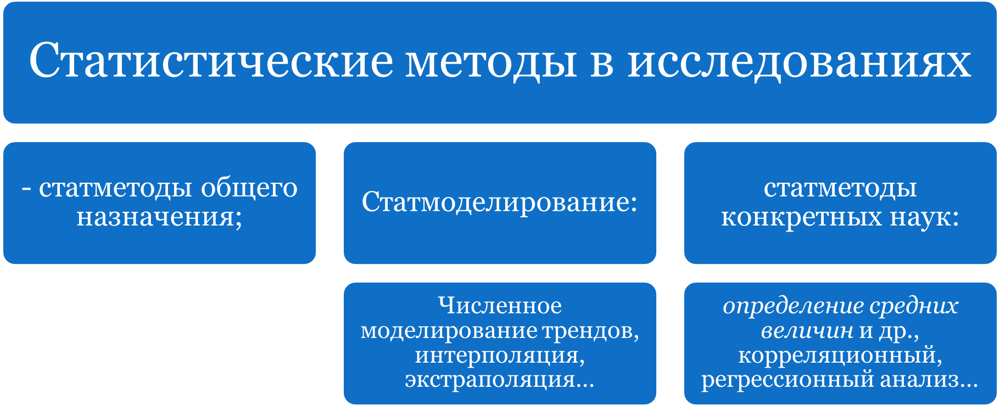 Статистические методы в исследованиях
- статметоды общего
назначения;
Статмоделирование:
статметоды
конкретных наук:
Численное
моделирование трендов,
интерполяция,
экстраполяция...
определение средних
величин и др.,
корреляционный,
регрессионный анализ...